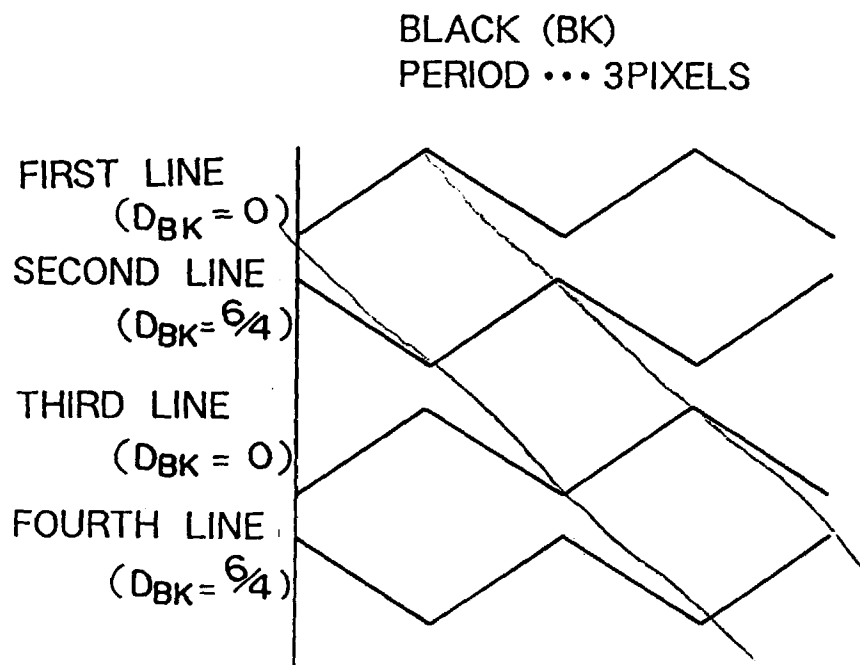 BLACK (BK)
PERIOD ••• 3PIXELS
FIRST LINE
(DBK = 0)
SECOND LINE
(DBK = 6/4)
THIRD LINE
(DBK = 0)
FOURTH LINE
(DBK = 6/4)